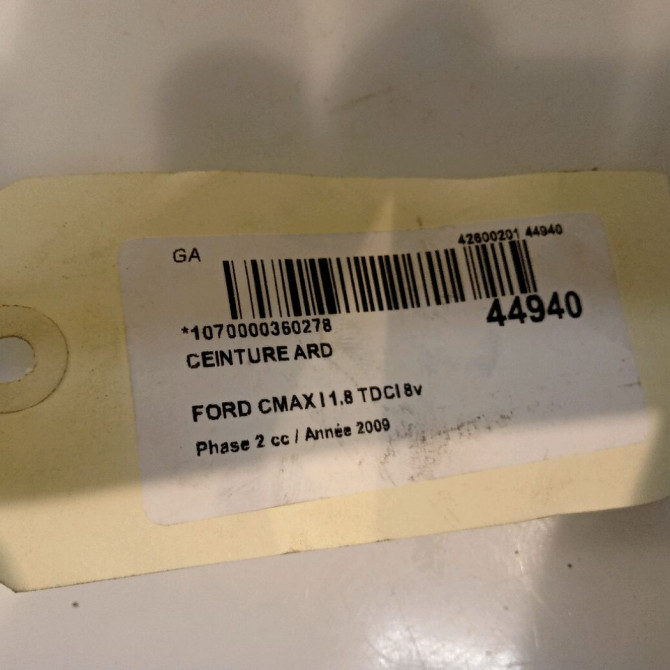 GA
42600201 44940
*1070000360278
44940
CEINTURE ARD
FORD CMAX I 1.8 TDCI 8v
Phase 2 cc / Année 2009